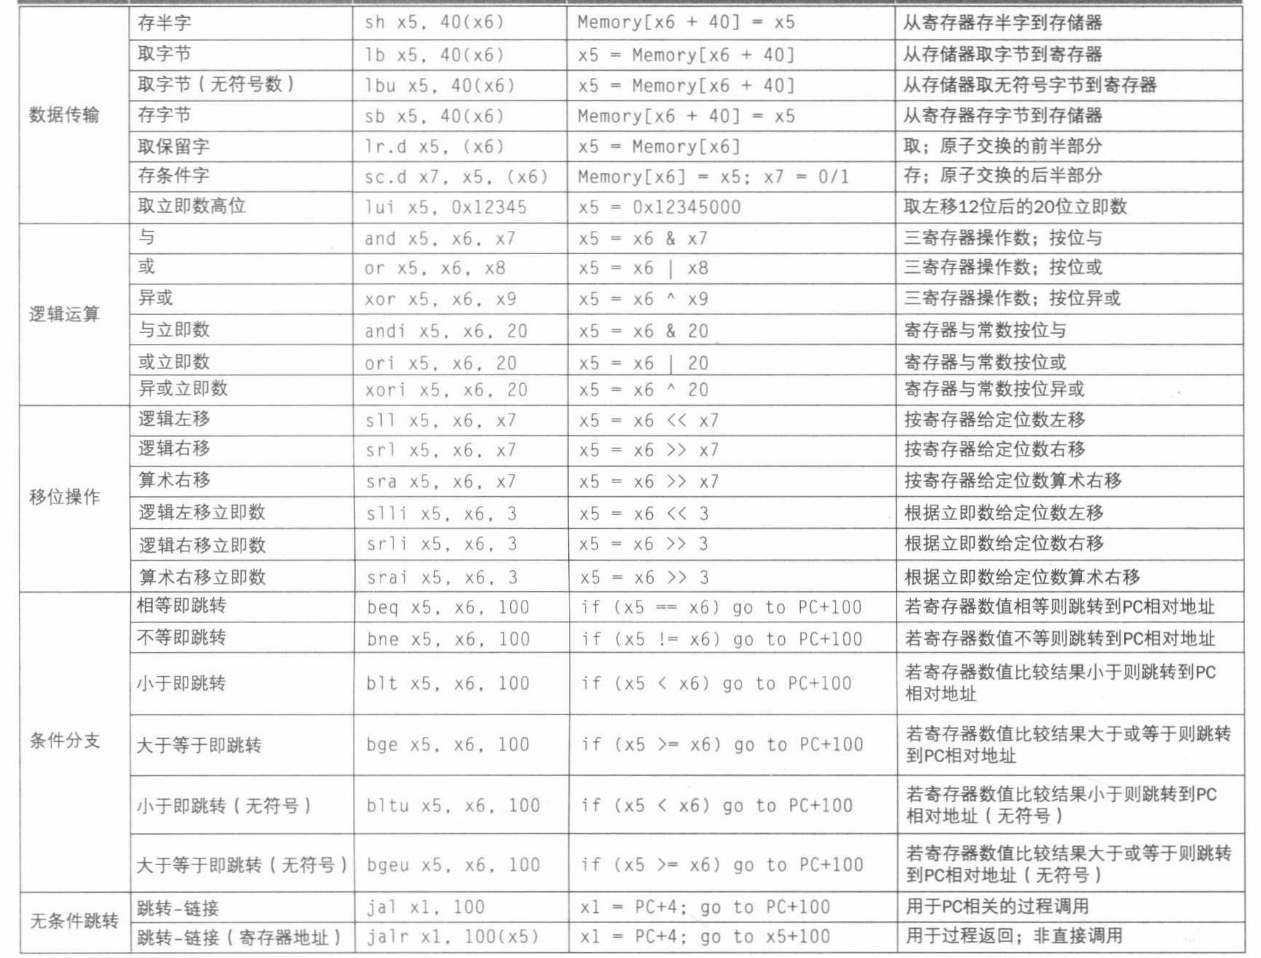 数据传输
存半字 sh x5, 40(x6) Memory[x6 + 40] = x5 从寄存器存半字到存储器
取字节 lb x5, 40(x6) x5 = Memory[x6 + 40] 从存储器取字节到寄存器
取字节（无符号数） lbu x5, 40(x6) x5 = Memory[x6 + 40] 从存储器取无符号字节到寄存器
存字节 sb x5, 40(x6) Memory[x6 + 40] = x5 从寄存器存字节到存储器
取保留字 lr.d x5, (x6) x5 = Memory[x6] 取；原子交换的前半部分
存条件字 sc.d x7, x5, (x6) Memory[x6] = x5; x7 = 0/1 存；原子交换的后半部分
取立即数高位 lui x5, 0x12345 x5 = 0x12345000 取左移12位后的20位立即数
逻辑运算
与 and x5, x6, x7 x5 = x6 & x7 三寄存器操作数；按位与
或 or x5, x6, x8 x5 = x6 | x8 三寄存器操作数；按位或
异或 xor x5, x6, x9 x5 = x6 ^ x9 三寄存器操作数；按位异或
与立即数 andi x5, x6, 20 x5 = x6 & 20 寄存器与常数按位与
或立即数 ori x5, x6, 20 x5 = x6 | 20 寄存器与常数按位或
异或立即数 xori x5, x6, 20 x5 = x6 ^ 20 寄存器与常数按位异或
移位操作
逻辑左移 sll x5, x6, x7 x5 = x6 << x7 按寄存器给定位数左移
逻辑右移 srl x5, x6, x7 x5 = x6 >> x7 按寄存器给定位数右移
算术右移 sra x5, x6, x7 x5 = x6 >> x7 按寄存器给定位数算术右移
逻辑左移立即数 slli x5, x6, 3 x5 = x6 << 3 根据立即数给定位数左移
逻辑右移立即数 srli x5, x6, 3 x5 = x6 >> 3 根据立即数给定位数右移
算术右移立即数 srai x5, x6, 3 x5 = x6 >> 3 根据立即数给定位数算术右移
条件分支
相等即跳转 beq x5, x6, 100 if (x5 == x6) go to PC+100 若寄存器数值相等则跳转到PC相对地址
不等即跳转 bne x5, x6, 100 if (x5 != x6) go to PC+100 若寄存器数值不等则跳转到PC相对地址
小于即跳转 blt x5, x6, 100 if (x5 < x6) go to PC+100 若寄存器数值比较结果小于则跳转到PC
相对地址
大于等于即跳转 bge x5, x6, 100 if (x5 >= x6) go to PC+100 若寄存器数值比较结果大于或等于则跳转
到PC相对地址
小于即跳转（无符号） bltu x5, x6, 100 if (x5 < x6) go to PC+100 若寄存器数值比较结果小于则跳转到PC
相对地址（无符号）
大于等于即跳转（无符号） bgeu x5, x6, 100 if (x5 >= x6) go to PC+100 若寄存器数值比较结果大于或等于则跳转
到PC相对地址（无符号）
无条件跳转
跳转-链接 jal x1, 100 x1 = PC+4; go to PC+100 用于PC相关的过程调用
跳转-链接（寄存器地址） jalr x1, 100(x5) x1 = PC+4; go to x5+100 用于过程返回；非直接调用